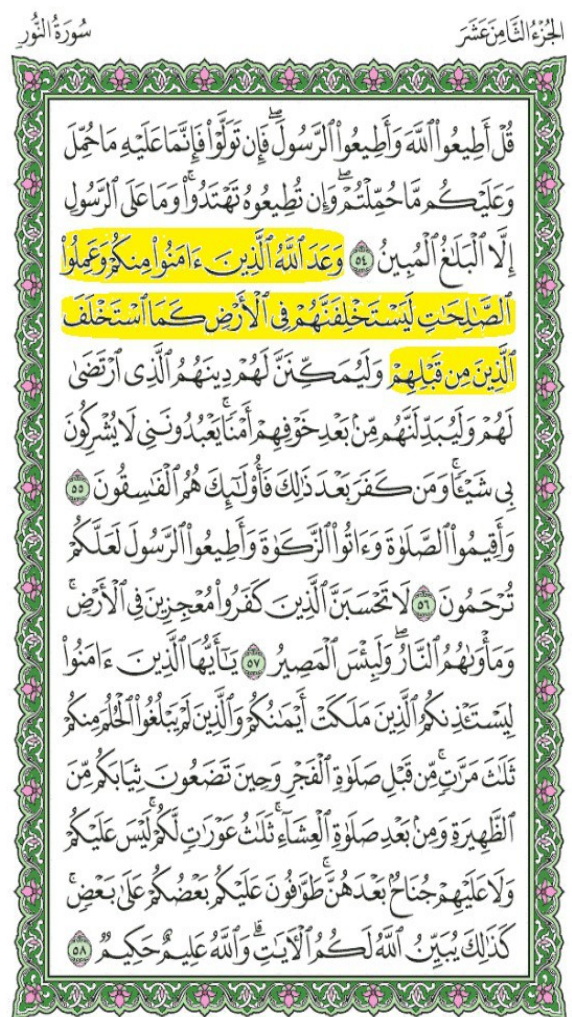 الجزء الثامن عشر
سورة النور
قُلْ أَطِيعُوا۟ ٱللَّهَ وَأَطِيعُوا۟ ٱلرَّسُولَ ۖ فَإِن تَوَلَّوْا۟ فَإِنَّمَا عَلَيْهِ مَا حُمِّلَ
وَعَلَيْكُم مَّا حُمِّلْتُمْ ۖ وَإِن تُطِيعُوهُ تَهْتَدُوا۟ ۚ وَمَا عَلَى ٱلرَّسُولِ
إِلَّا ٱلْبَلَٰغُ ٱلْمُبِينُ ٥٤ وَعَدَ ٱللَّهُ ٱلَّذِينَ ءَامَنُوا۟ مِنكُمْ وَعَمِلُوا۟
ٱلصَّٰلِحَٰتِ لَيَسْتَخْلِفَنَّهُمْ فِى ٱلْأَرْضِ كَمَا ٱسْتَخْلَفَ
ٱلَّذِينَ مِن قَبْلِهِمْ وَلَيُمَكِّنَنَّ لَهُمْ دِينَهُمُ ٱلَّذِى ٱرْتَضَىٰ
لَهُمْ وَلَيُبَدِّلَنَّهُم مِّنۢ بَعْدِ خَوْفِهِمْ أَمْنًا ۚ يَعْبُدُونَنِى لَا يُشْرِكُونَ
بِى شَيْـًٔا ۚ وَمَن كَفَرَ بَعْدَ ذَٰلِكَ فَأُو۟لَٰٓئِكَ هُمُ ٱلْفَٰسِقُونَ ٥٥
وَأَقِيمُوا۟ ٱلصَّلَوٰةَ وَءَاتُوا۟ ٱلزَّكَوٰةَ وَأَطِيعُوا۟ ٱلرَّسُولَ لَعَلَّكُمْ
تُرْحَمُونَ ٥٦ لَا تَحْسَبَنَّ ٱلَّذِينَ كَفَرُوا۟ مُعْجِزِينَ فِى ٱلْأَرْضِ ۚ
وَمَأْوَىٰهُمُ ٱلنَّارُ ۖ وَلَبِئْسَ ٱلْمَصِيرُ ٥٧ يَٰٓأَيُّهَا ٱلَّذِينَ ءَامَنُوا۟
لِيَسْتَـْٔذِنكُمُ ٱلَّذِينَ مَلَكَتْ أَيْمَٰنُكُمْ وَٱلَّذِينَ لَمْ يَبْلُغُوا۟ ٱلْحُلُمَ مِنكُمْ
ثَلَٰثَ مَرَّٰتٍ ۚ مِّن قَبْلِ صَلَوٰةِ ٱلْفَجْرِ وَحِينَ تَضَعُونَ ثِيَابَكُم مِّنَ
ٱلظَّهِيرَةِ وَمِنۢ بَعْدِ صَلَوٰةِ ٱلْعِشَآءِ ۚ ثَلَٰثُ عَوْرَٰتٍ لَّكُمْ ۚ لَيْسَ عَلَيْكُمْ
وَلَا عَلَيْهِمْ جُنَاحٌۢ بَعْدَهُنَّ ۚ طَوَّٰفُونَ عَلَيْكُم بَعْضُكُمْ عَلَىٰ بَعْضٍ ۚ
كَذَٰلِكَ يُبَيِّنُ ٱللَّهُ لَكُمُ ٱلْءَايَٰتِ ۗ وَٱللَّهُ عَلِيمٌ حَكِيمٌ ٥٨